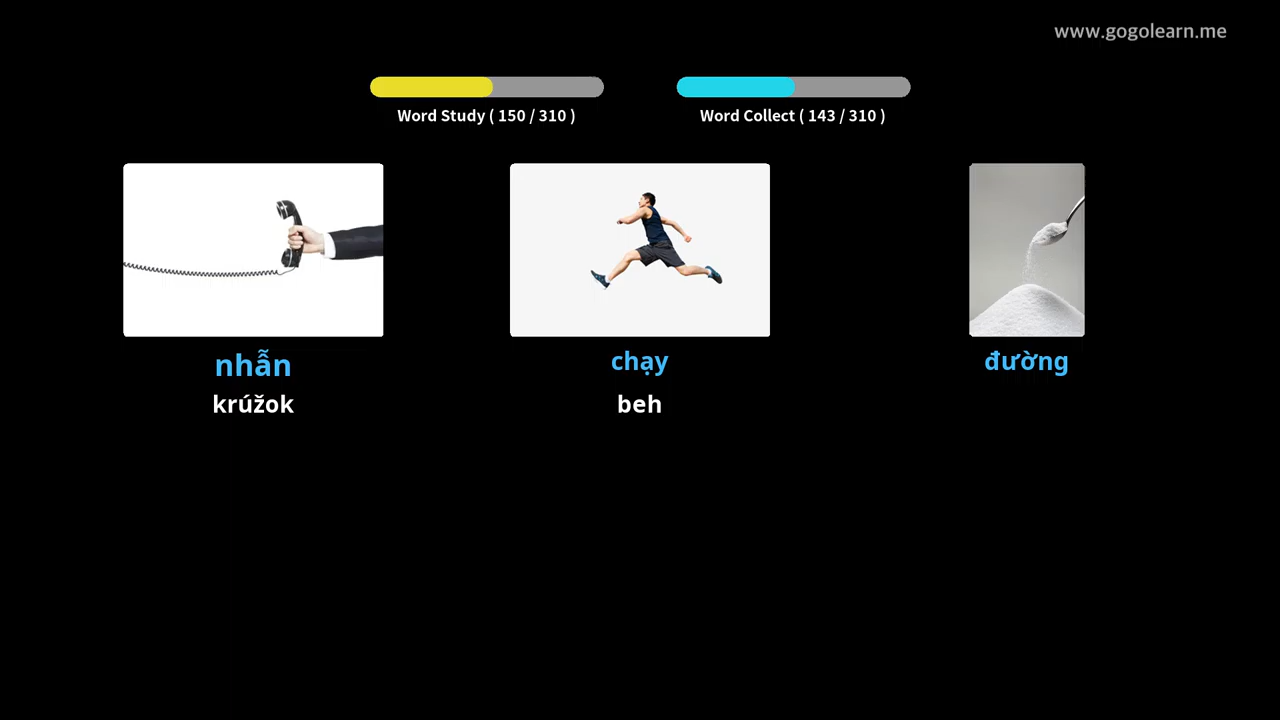 www.gogolearn.me
Word Study ( 150 / 310 )
Word Collect ( 143 / 310 )
nhẫn
krúžok
chạy
beh
đường